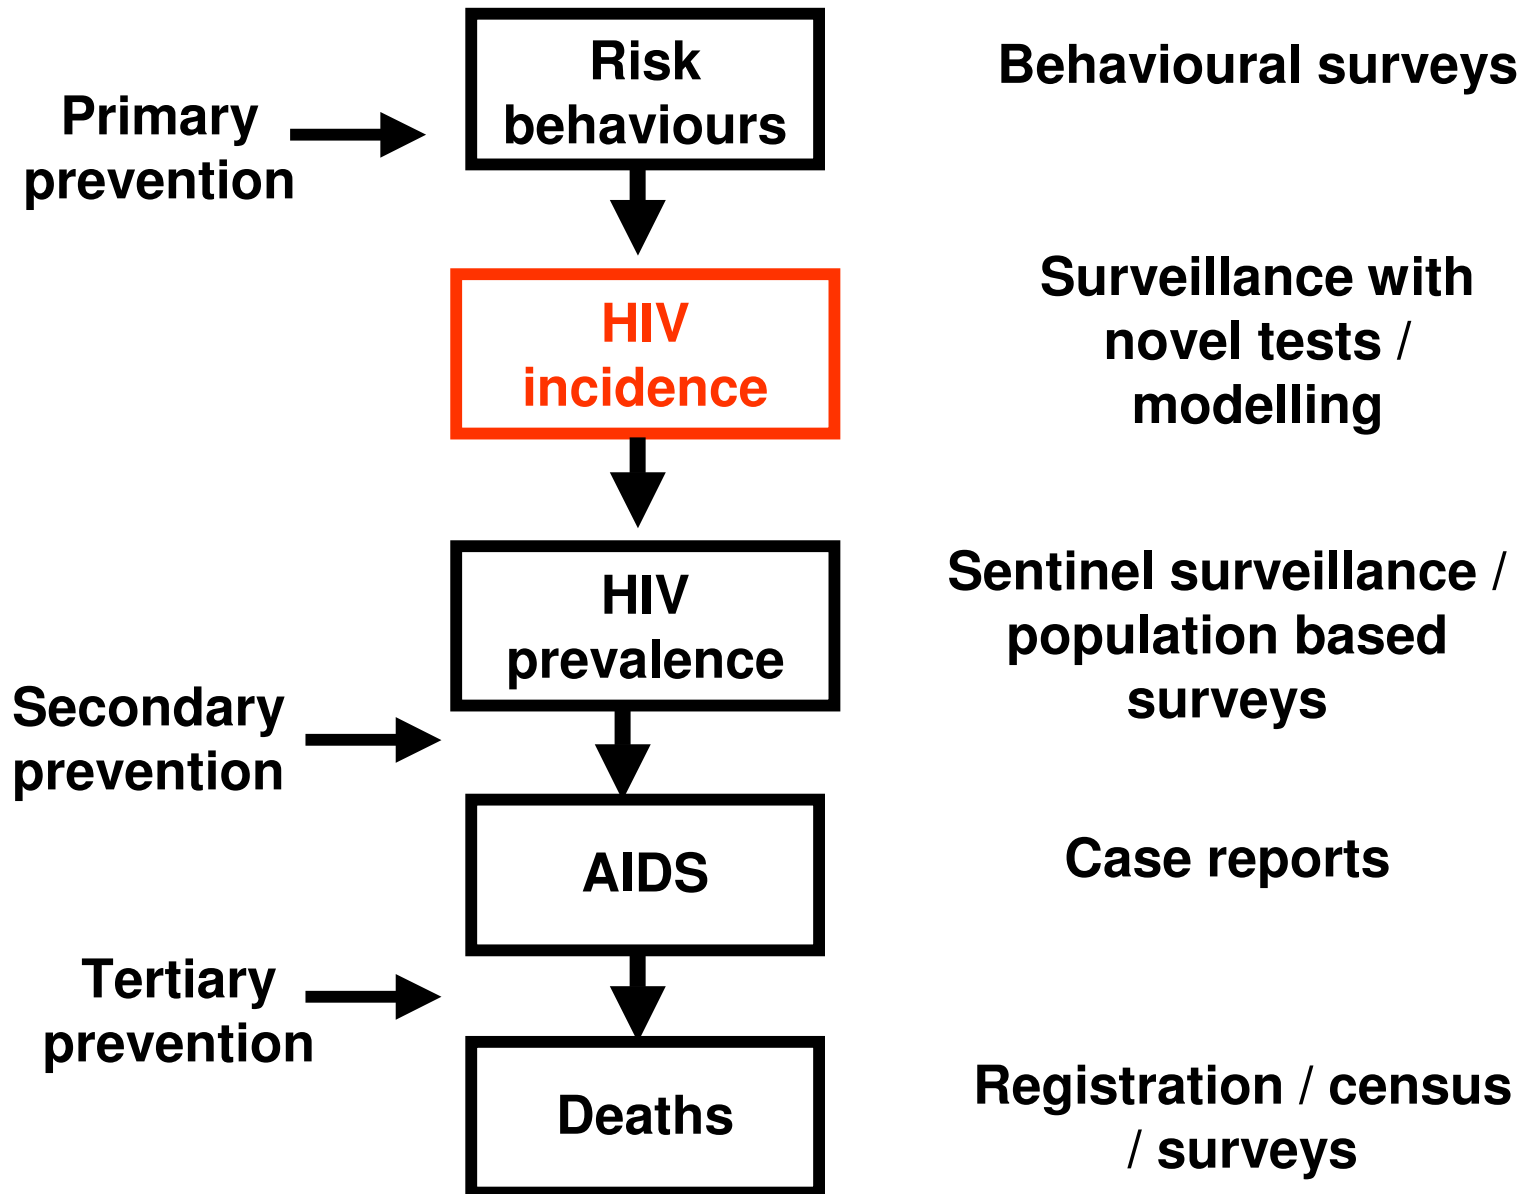 Risk
behaviours
Behavioural surveys
Primary
prevention
HIV
incidence
Surveillance with
novel tests /
modelling
HIV
prevalence
Sentinel surveillance /
population based
surveys
Secondary
prevention
AIDS
Case reports
Tertiary
prevention
Deaths
Registration / census
/ surveys